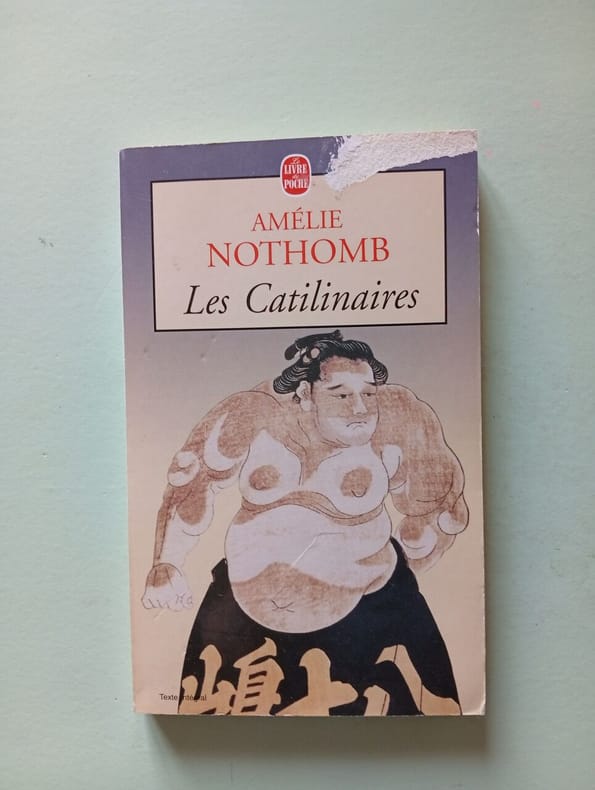 Le
LIVRE
de
POCHE
AMÉLIE
NOTHOMB
Les Catilinaires
Texte intégral